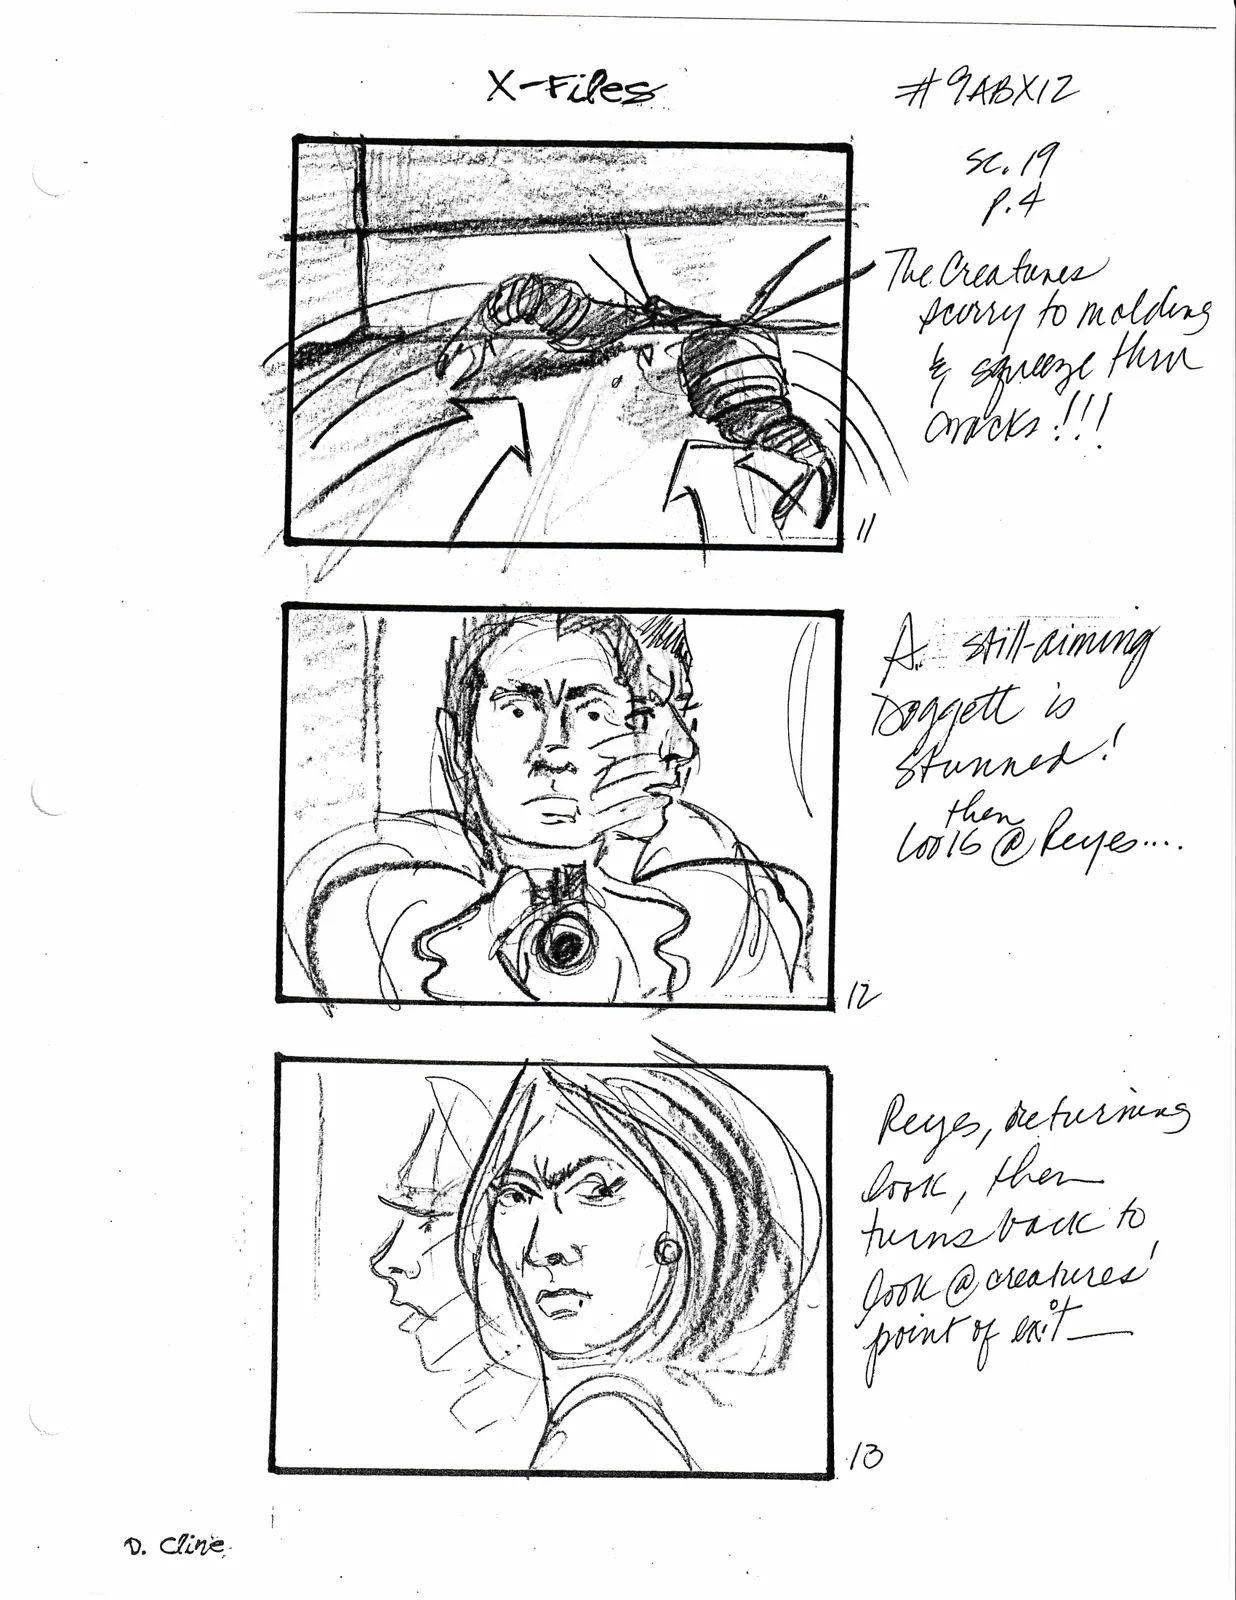 X-Files
#9ABX12
Sc. 19
p. 4
The Creatures
scurry to molding
& squeeze thru
cracks!!!
11
A still-aiming
Doggett is
stunned!
then
looks @ Reyes....
12
Reyes, returning
look, then
turns back to
look @ creatures'
point of exit—
13
D. Cline